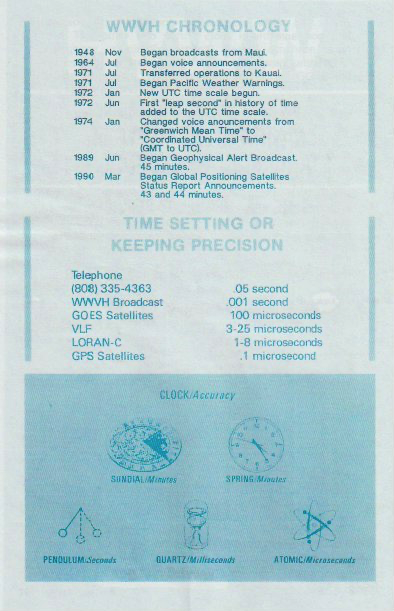 WWVH CHRONOLOGY
1948 Nov Began broadcasts from Maui.
1964 Jul Began voice announcements.
1971 Jul Transferred operations to Kauai.
1971 Jul Began Pacific Weather Warnings.
1972 Jan New UTC time scale begun.
1972 Jun First "leap second" in history of time
added to the UTC time scale.
1974 Jan Changed voice anouncements from
"Greenwich Mean Time" to
"Coordinated Universal Time"
(GMT to UTC).
1989 Jun Began Geophysical Alert Broadcast.
45 minutes.
1990 Mar Began Global Positioning Satellites
Status Report Announcements.
43 and 44 minutes.
TIME SETTING OR
KEEPING PRECISION
Telephone
(808) 335-4363 .05 second
WWVH Broadcast .001 second
GOES Satellites 100 microseconds
VLF 3-25 microseconds
LORAN-C 1-8 microseconds
GPS Satellites .1 microsecond
CLOCK/Accuracy
SUNDIAL/Minutes SPRING/Minutes
PENDULUM/Seconds QUARTZ/Milliseconds ATOMIC/Microseconds